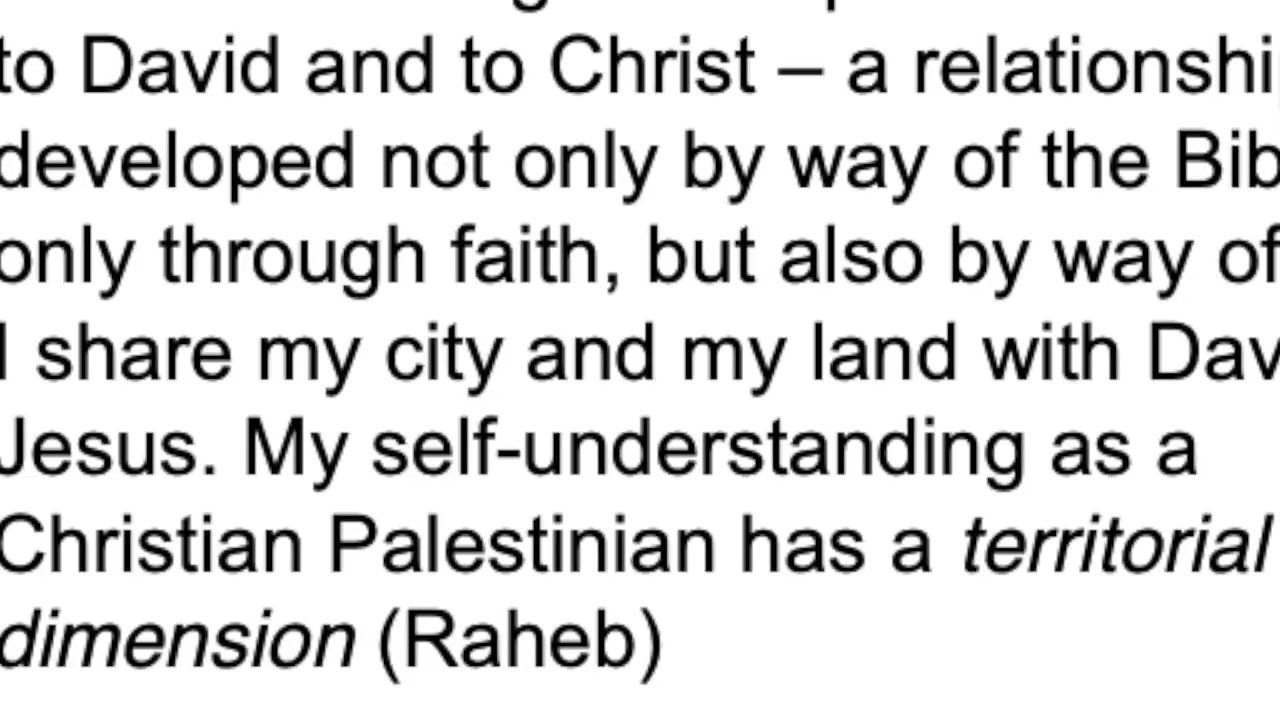 to David and to Christ – a relationshi
developed not only by way of the Bib
only through faith, but also by way of
I share my city and my land with Dav
Jesus. My self-understanding as a
Christian Palestinian has a territorial
dimension (Raheb)